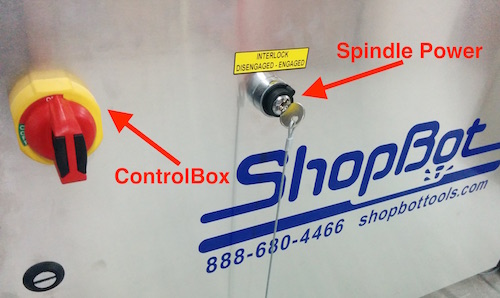 INTERLOCK
DISENGAGED - ENGAGED
Spindle Power
ControlBox
ShopBot
888-680-4466 shopbottools.com